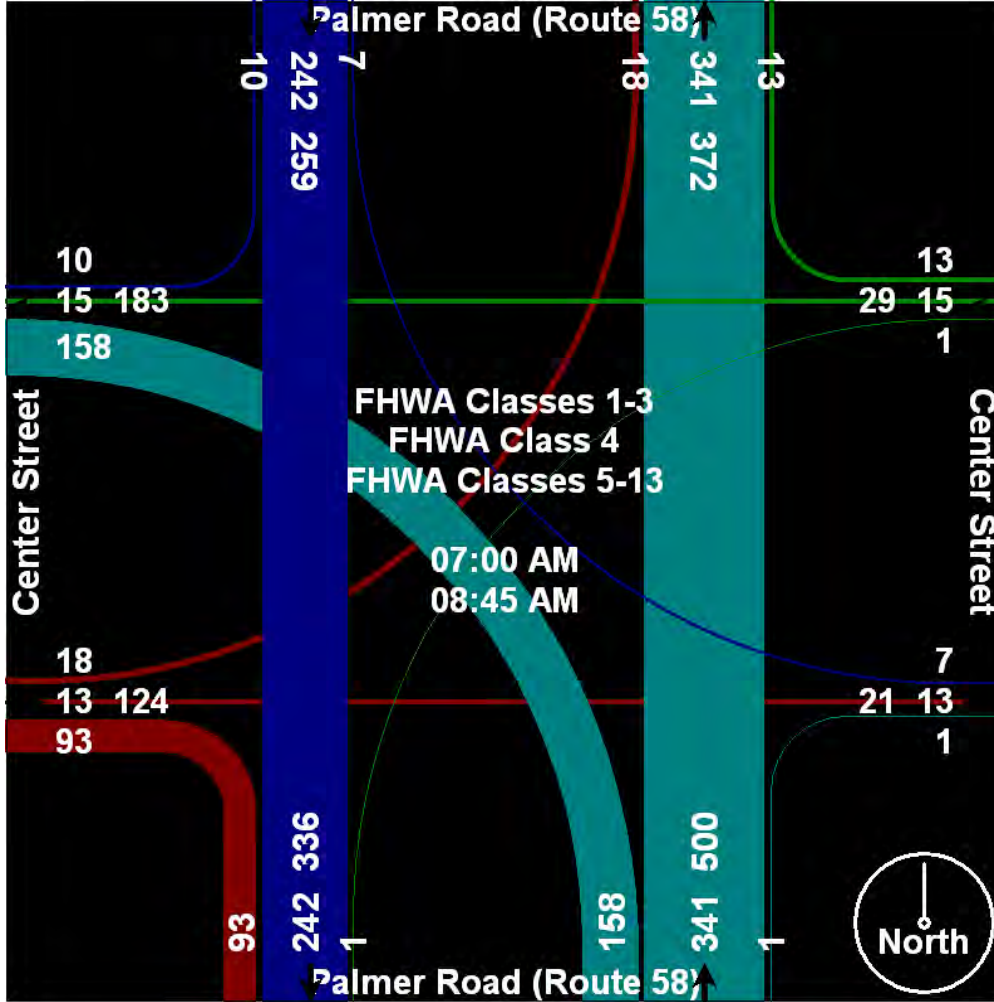 Palmer Road (Route 58)
10
242 259
7
18
341 372
13
10
15 183
158
13
29 15
1
Center Street
FHWA Classes 1-3
FHWA Class 4
FHWA Classes 5-13
07:00 AM
08:45 AM
Center Street
18
13 124
93
7
21 13
1
93
242 336
1
158
341 500
1
North
Palmer Road (Route 58)